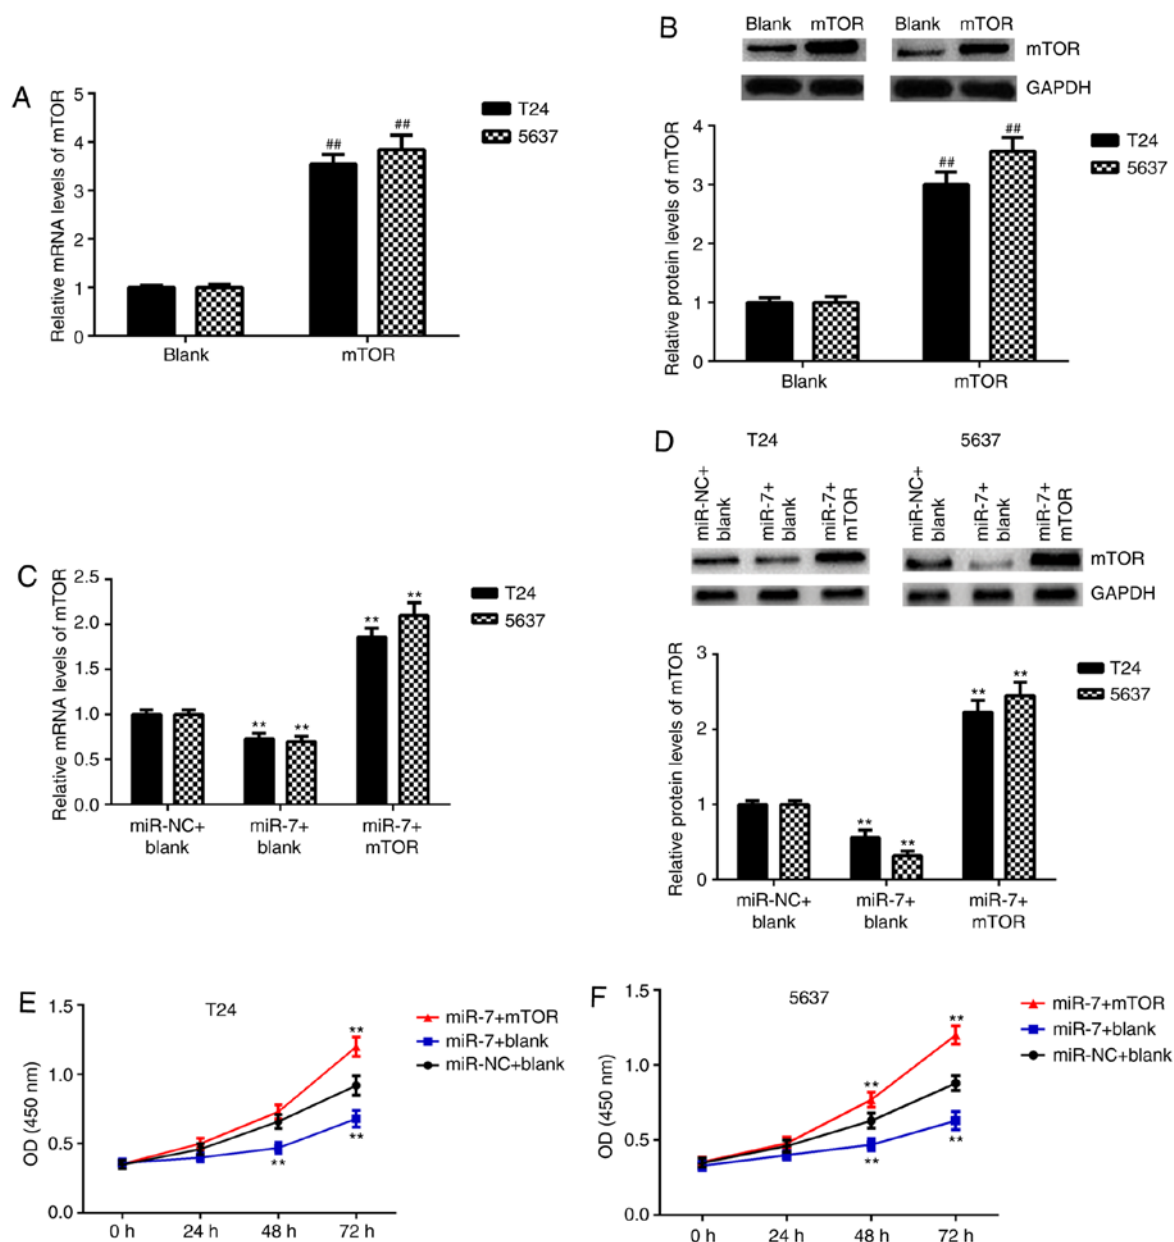 A
Relative mRNA levels of mTOR
5
4
3
2
1
0
## ##
T24
5637
Blank mTOR
B
Blank mTOR Blank mTOR
mTOR
GAPDH
Relative protein levels of mTOR
4
3
2
1
0
## ##
T24
5637
Blank mTOR
C
Relative mRNA levels of mTOR
2.5
2.0
1.5
1.0
0.5
0.0
** ** ** **
T24
5637
miR-NC+ miR-7+ miR-7+
blank blank mTOR
D
T24 5637
miR-NC+
blank
miR-7+
blank
miR-7+
mTOR
miR-NC+
blank
miR-7+
blank
miR-7+
mTOR
mTOR
GAPDH
Relative protein levels of mTOR
3
2
1
0
** ** ** **
T24
5637
miR-NC+ miR-7+ miR-7+
blank blank mTOR
E
T24
OD (450 nm)
1.5
1.0
0.5
0.0
**
**
**
miR-7+mTOR
miR-7+blank
miR-NC+blank
0 h 24 h 48 h 72 h
F
5637
OD (450 nm)
1.5
1.0
0.5
0.0
**
**
**
**
miR-7+mTOR
miR-7+blank
miR-NC+blank
0 h 24 h 48 h 72 h